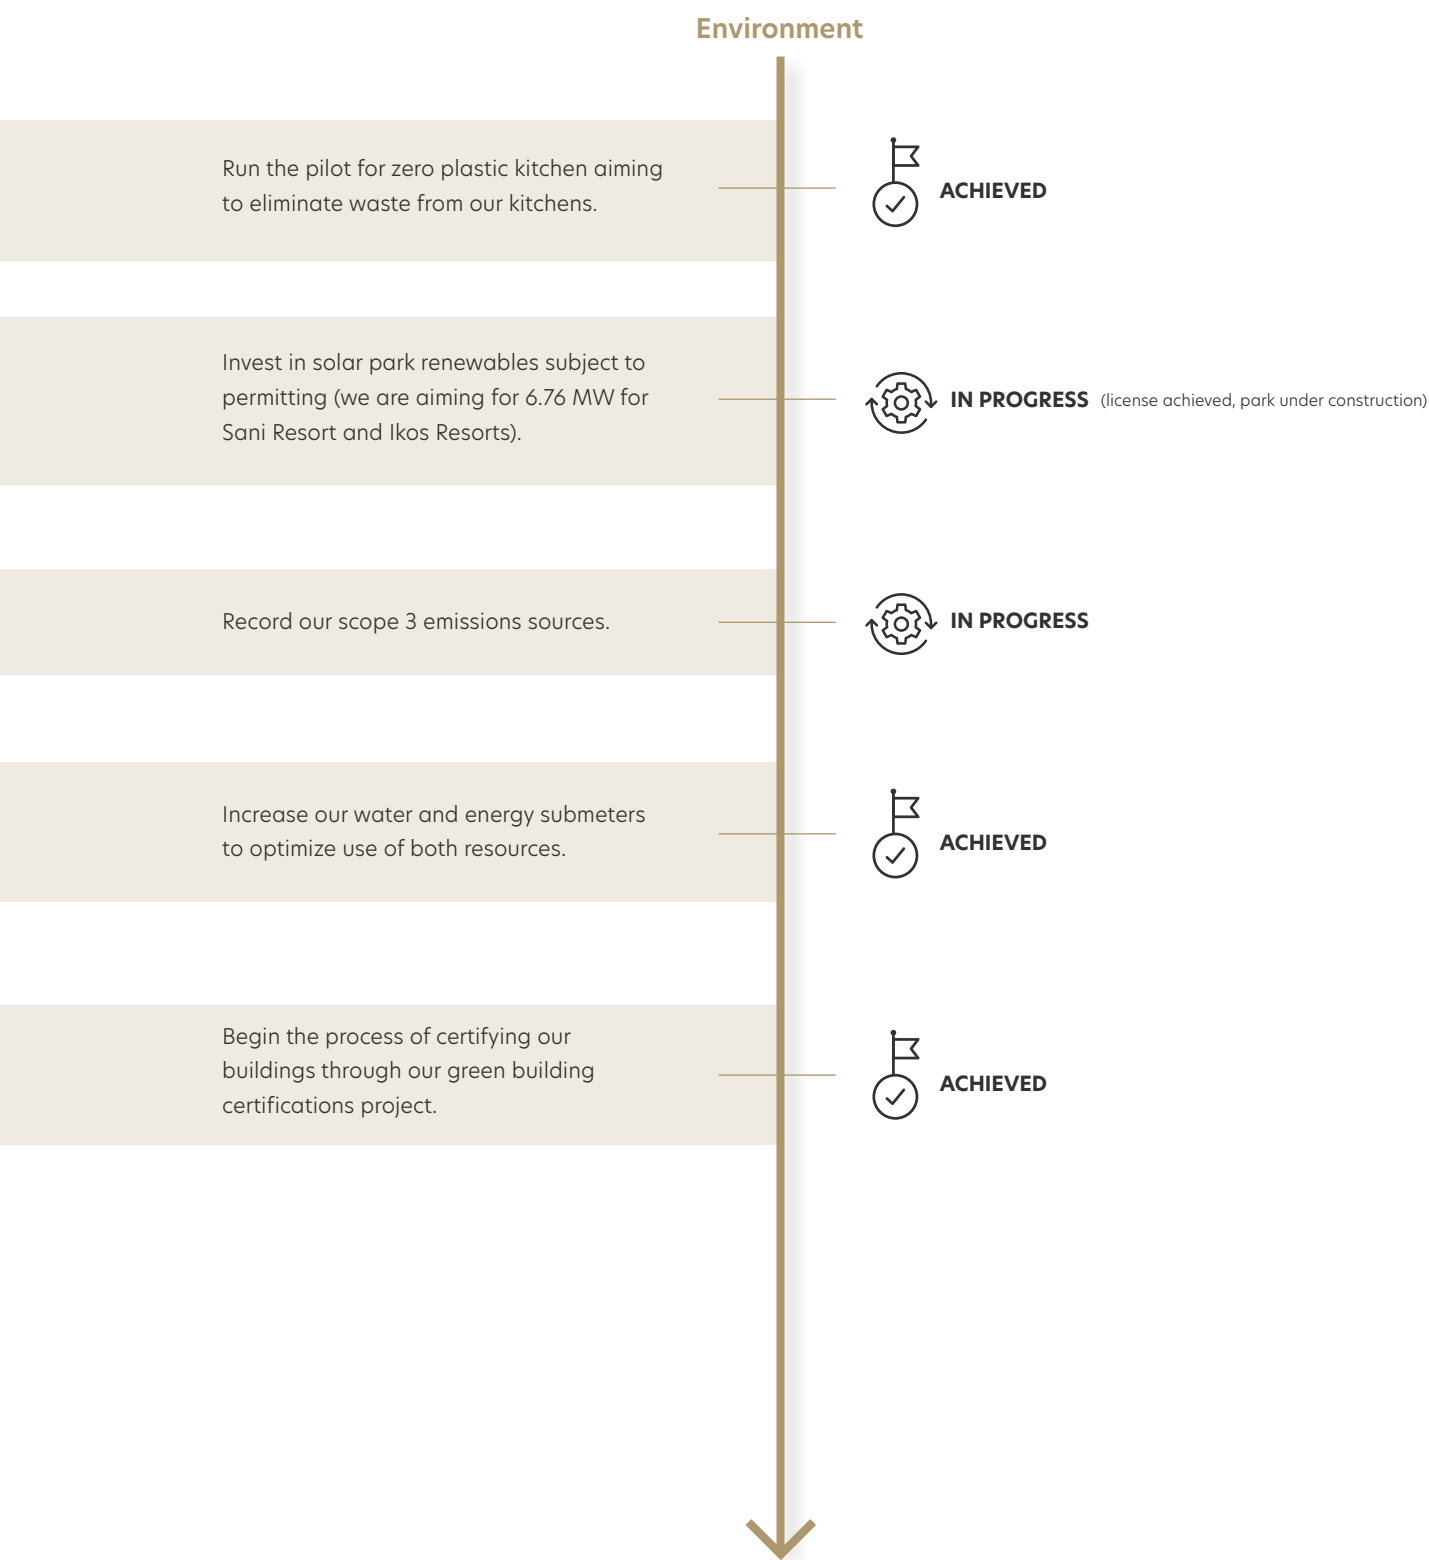 Environment
Run the pilot for zero plastic kitchen aiming
to eliminate waste from our kitchens.
ACHIEVED
Invest in solar park renewables subject to
permitting (we are aiming for 6.76 MW for
Sani Resort and Ikos Resorts).
IN PROGRESS (license achieved, park under construction)
Record our scope 3 emissions sources.
IN PROGRESS
Increase our water and energy submeters
to optimize use of both resources.
ACHIEVED
Begin the process of certifying our
buildings through our green building
certifications project.
ACHIEVED